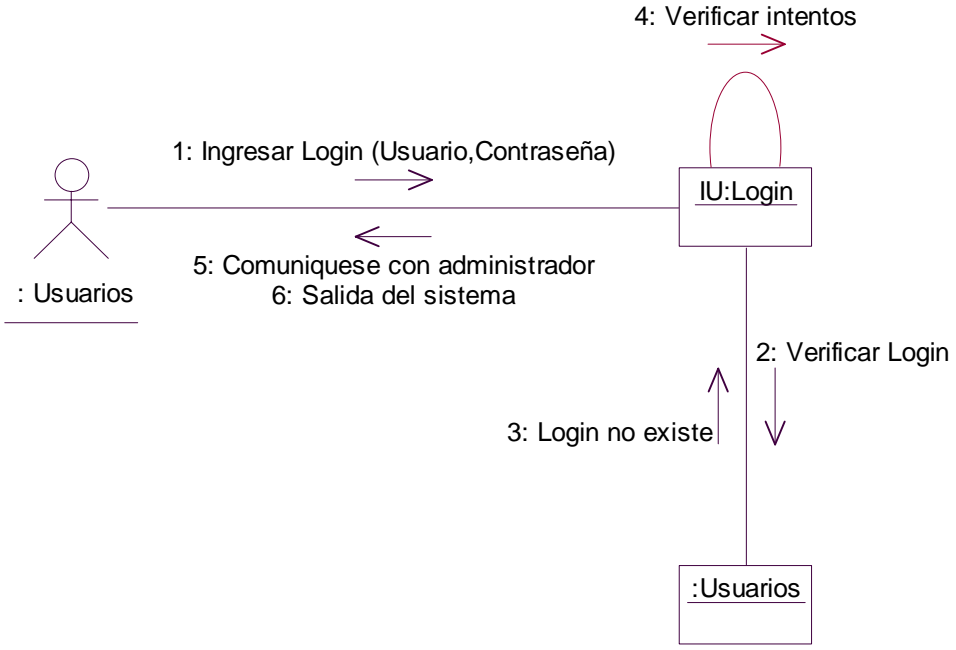 4: Verificar intentos
1: Ingresar Login (Usuario,Contraseña)
IU:Login
5: Comuniquese con administrador
6: Salida del sistema
: Usuarios
2: Verificar Login
3: Login no existe
:Usuarios